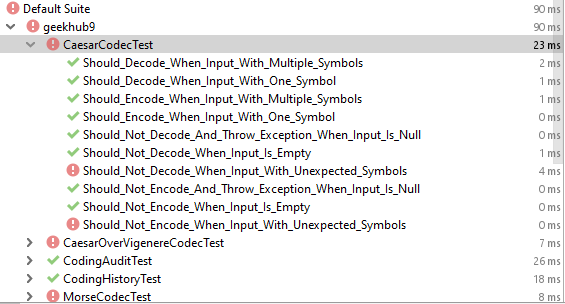 Default Suite 90 ms
geekhub9 90 ms
CaesarCodecTest 23 ms
Should_Decode_When_Input_With_Multiple_Symbols 2 ms
Should_Decode_When_Input_With_One_Symbol 1 ms
Should_Encode_When_Input_With_Multiple_Symbols 1 ms
Should_Encode_When_Input_With_One_Symbol 0 ms
Should_Not_Decode_And_Throw_Exception_When_Input_Is_Null 0 ms
Should_Not_Decode_When_Input_Is_Empty 1 ms
Should_Not_Decode_When_Input_With_Unexpected_Symbols 4 ms
Should_Not_Encode_And_Throw_Exception_When_Input_Is_Null 0 ms
Should_Not_Encode_When_Input_Is_Empty 0 ms
Should_Not_Encode_When_Input_With_Unexpected_Symbols 0 ms
CaesarOverVigenereCodecTest 7 ms
CodingAuditTest 26 ms
CodingHistoryTest 18 ms
MorseCodecTest 8 ms